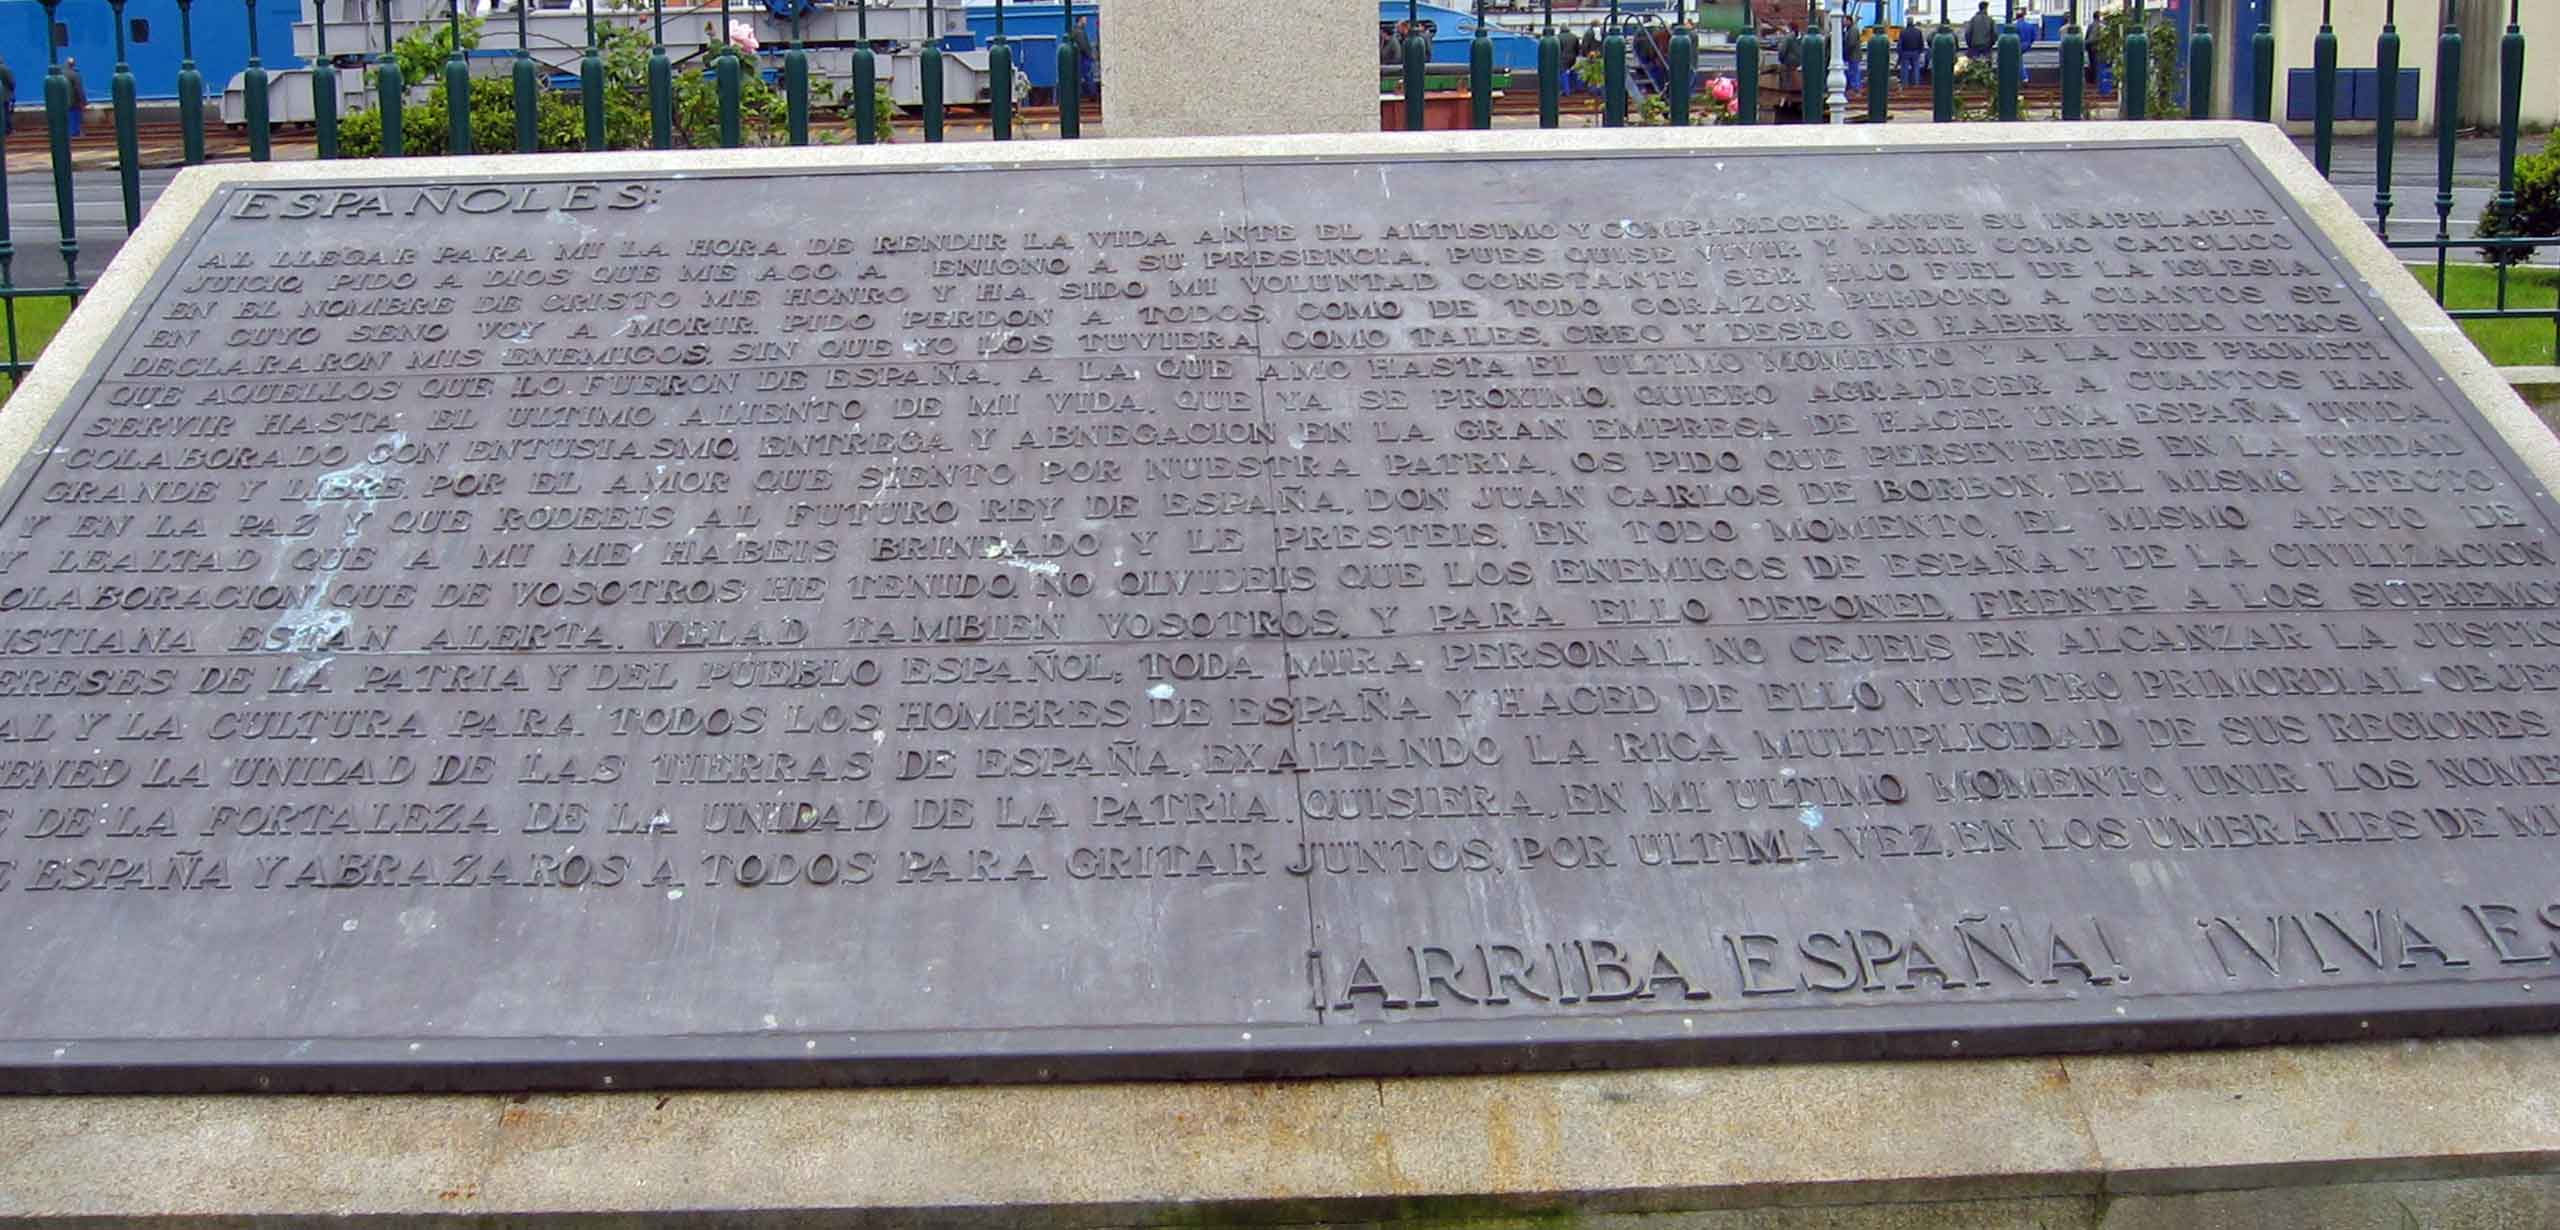 ESPAÑOLES:
AL LLEGAR PARA MI LA HORA DE RENDIR LA VIDA ANTE EL ALTISIMO Y COMPARECER ANTE SU INAPELABLE
JUICIO, PIDO A DIOS QUE ME ACO A ENIGNO A SU PRESENCIA, PUES QUISE VIVIR Y MORIR COMO CATOLICO
EN EL NOMBRE DE CRISTO ME HONRO Y HA SIDO MI VOLUNTAD CONSTANTE SER HIJO FIEL DE LA IGLESIA
EN CUYO SENO VOY A MORIR. PIDO PERDON A TODOS, COMO DE TODO CORAZON PERDONO A CUANTOS SE
DECLARARON MIS ENEMIGOS, SIN QUE YO LOS TUVIERA COMO TALES, CREO Y DESEO NO HABER TENIDO OTROS
QUE AQUELLOS QUE LO FUERON DE ESPAÑA, A LA QUE AMO HASTA EL ULTIMO MOMENTO Y A LA QUE PROMETI
SERVIR HASTA EL ULTIMO ALIENTO DE MI VIDA, QUE YA SE PROXIMO. QUIERO AGRADECER A CUANTOS HAN
COLABORADO CON ENTUSIASMO, ENTREGA Y ABNEGACION EN LA GRAN EMPRESA DE HACER UNA ESPAÑA UNIDA,
GRANDE Y LIBRE. POR EL AMOR QUE SIENTO POR NUESTRA PATRIA, OS PIDO QUE PERSEVEREIS EN LA UNIDAD
Y EN LA PAZ Y QUE RODEEIS AL FUTURO REY DE ESPAÑA, DON JUAN CARLOS DE BORBON, DEL MISMO AFECTO
Y LEALTAD QUE A MI ME HABEIS BRINDADO Y LE PRESTEIS, EN TODO MOMENTO, EL MISMO APOYO DE
OLABORACION QUE DE VOSOTROS HE TENIDO. NO OLVIDEIS QUE LOS ENEMIGOS DE ESPAÑA Y DE LA CIVILIZACION
ISTIANA ESTAN ALERTA. VELAD TAMBIEN VOSOTROS, Y PARA ELLO DEPONED, FRENTE A LOS SUPREMO
ERESES DE LA PATRIA Y DEL PUEBLO ESPAÑOL, TODA MIRA PERSONAL. NO CEJEIS EN ALCANZAR LA JUSTIC
AL Y LA CULTURA PARA TODOS LOS HOMBRES DE ESPAÑA Y HACED DE ELLO VUESTRO PRIMORDIAL OBJET
ENED LA UNIDAD DE LAS TIERRAS DE ESPAÑA, EXALTANDO LA RICA MULTIPLICIDAD DE SUS REGIONES
E DE LA FORTALEZA DE LA UNIDAD DE LA PATRIA. QUISIERA, EN MI ULTIMO MOMENTO, UNIR LOS NOMB
E ESPAÑA Y ABRAZAROS A TODOS PARA GRITAR JUNTOS, POR ULTIMA VEZ, EN LOS UMBRALES DE MI
¡ARRIBA ESPAÑA! ¡VIVA ES